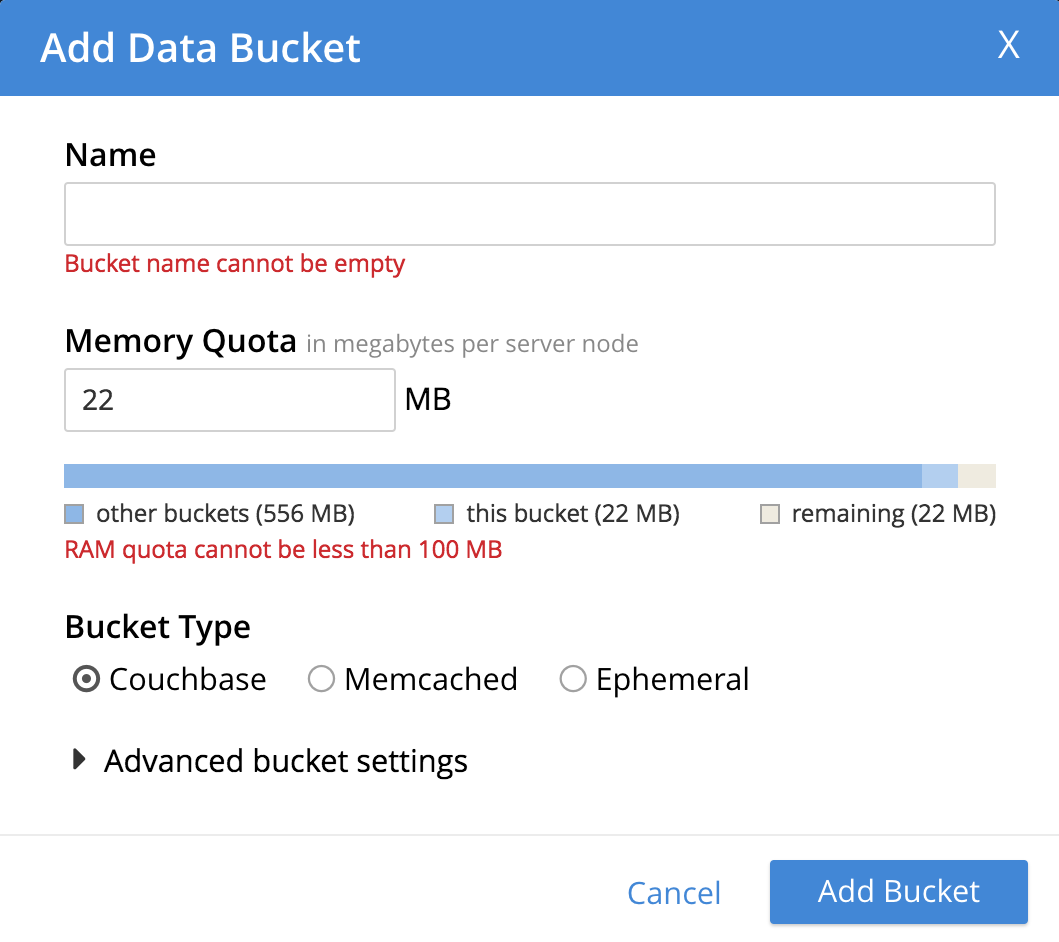 Add Data Bucket X
Name
Bucket name cannot be empty
Memory Quota in megabytes per server node
22 MB
other buckets (556 MB) this bucket (22 MB) remaining (22 MB)
RAM quota cannot be less than 100 MB
Bucket Type
Couchbase Memcached Ephemeral
Advanced bucket settings
Cancel Add Bucket